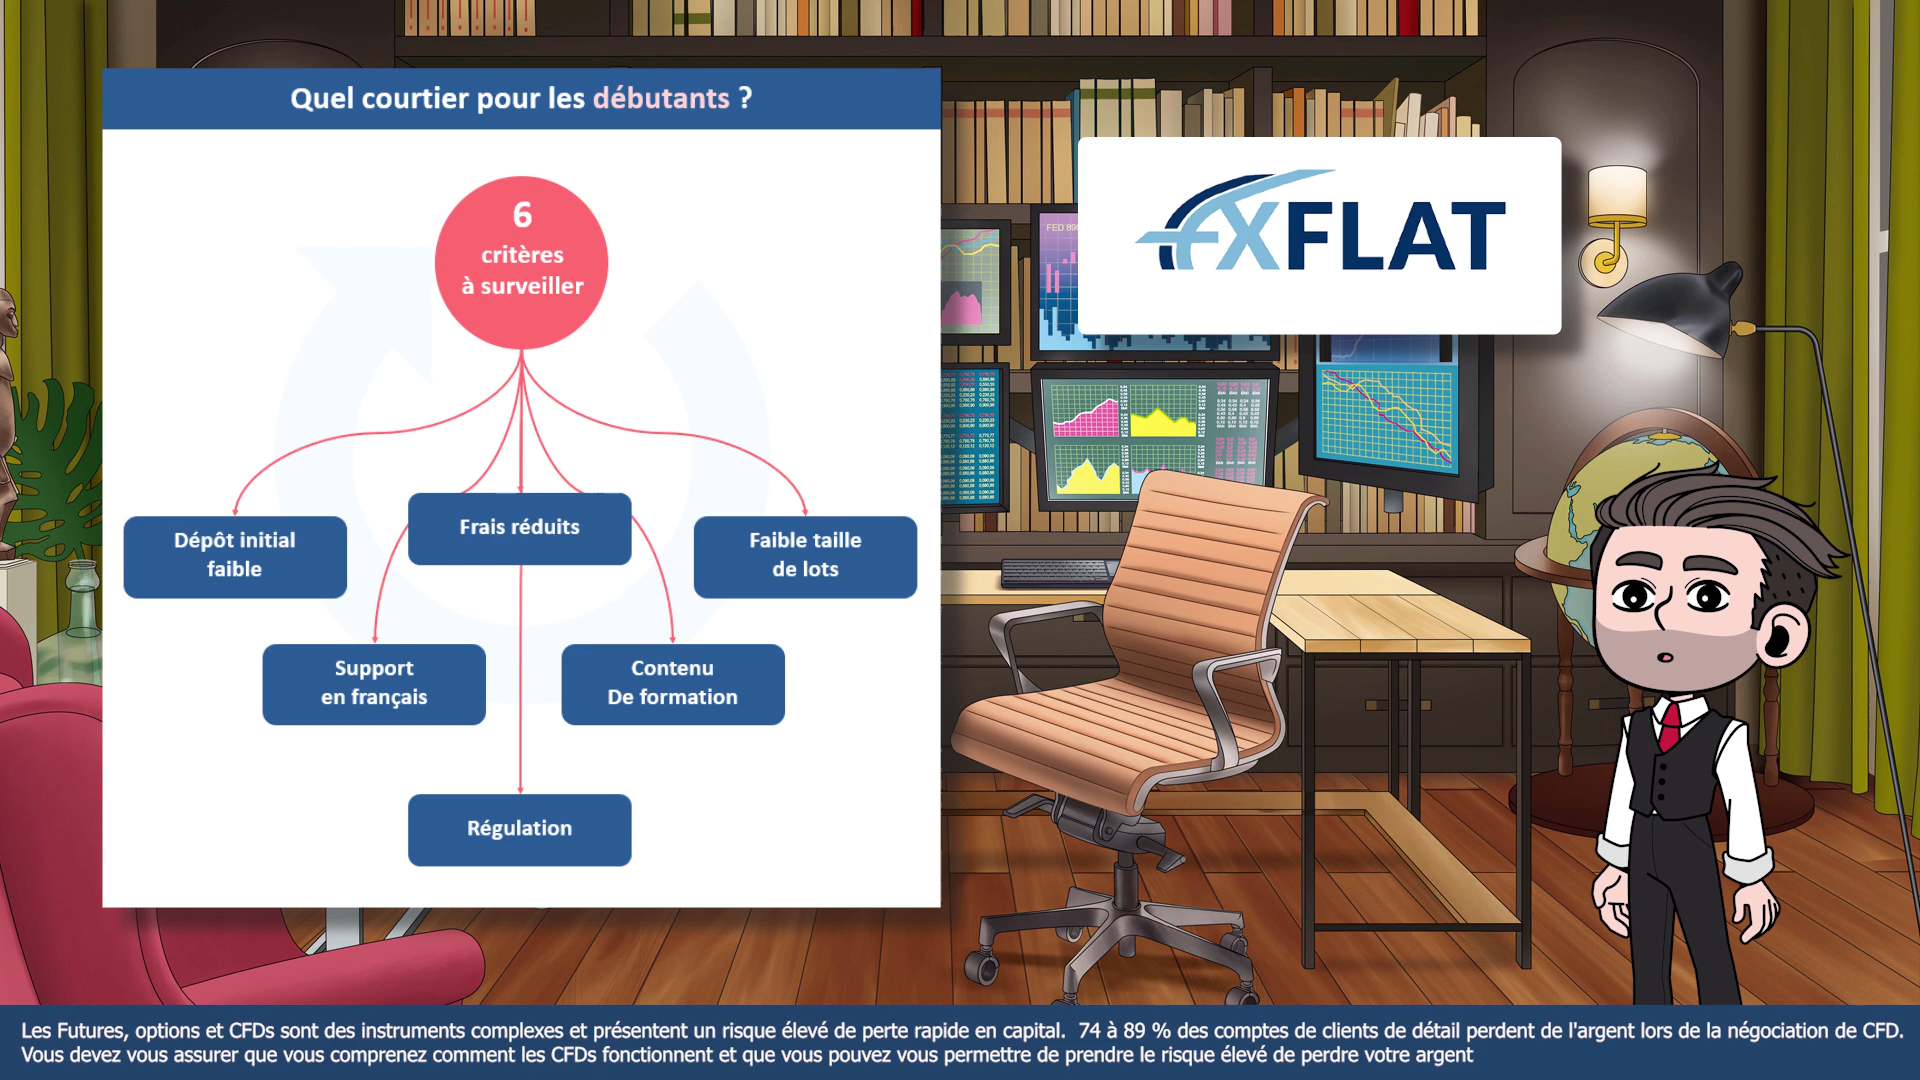 Quel courtier pour les débutants ?
6
critères
à surveiller
Frais réduits
Dépôt initial
faible
Faible taille
de lots
Support
en français
Contenu
De formation
Régulation
FXFLAT
FED
Les Futures, options et CFDs sont des instruments complexes et présentent un risque élevé de perte rapide en capital. 74 à 89 % des comptes de clients de détail perdent de l'argent lors de la négociation de CFD.
Vous devez vous assurer que vous comprenez comment les CFDs fonctionnent et que vous pouvez vous permettre de prendre le risque élevé de perdre votre argent